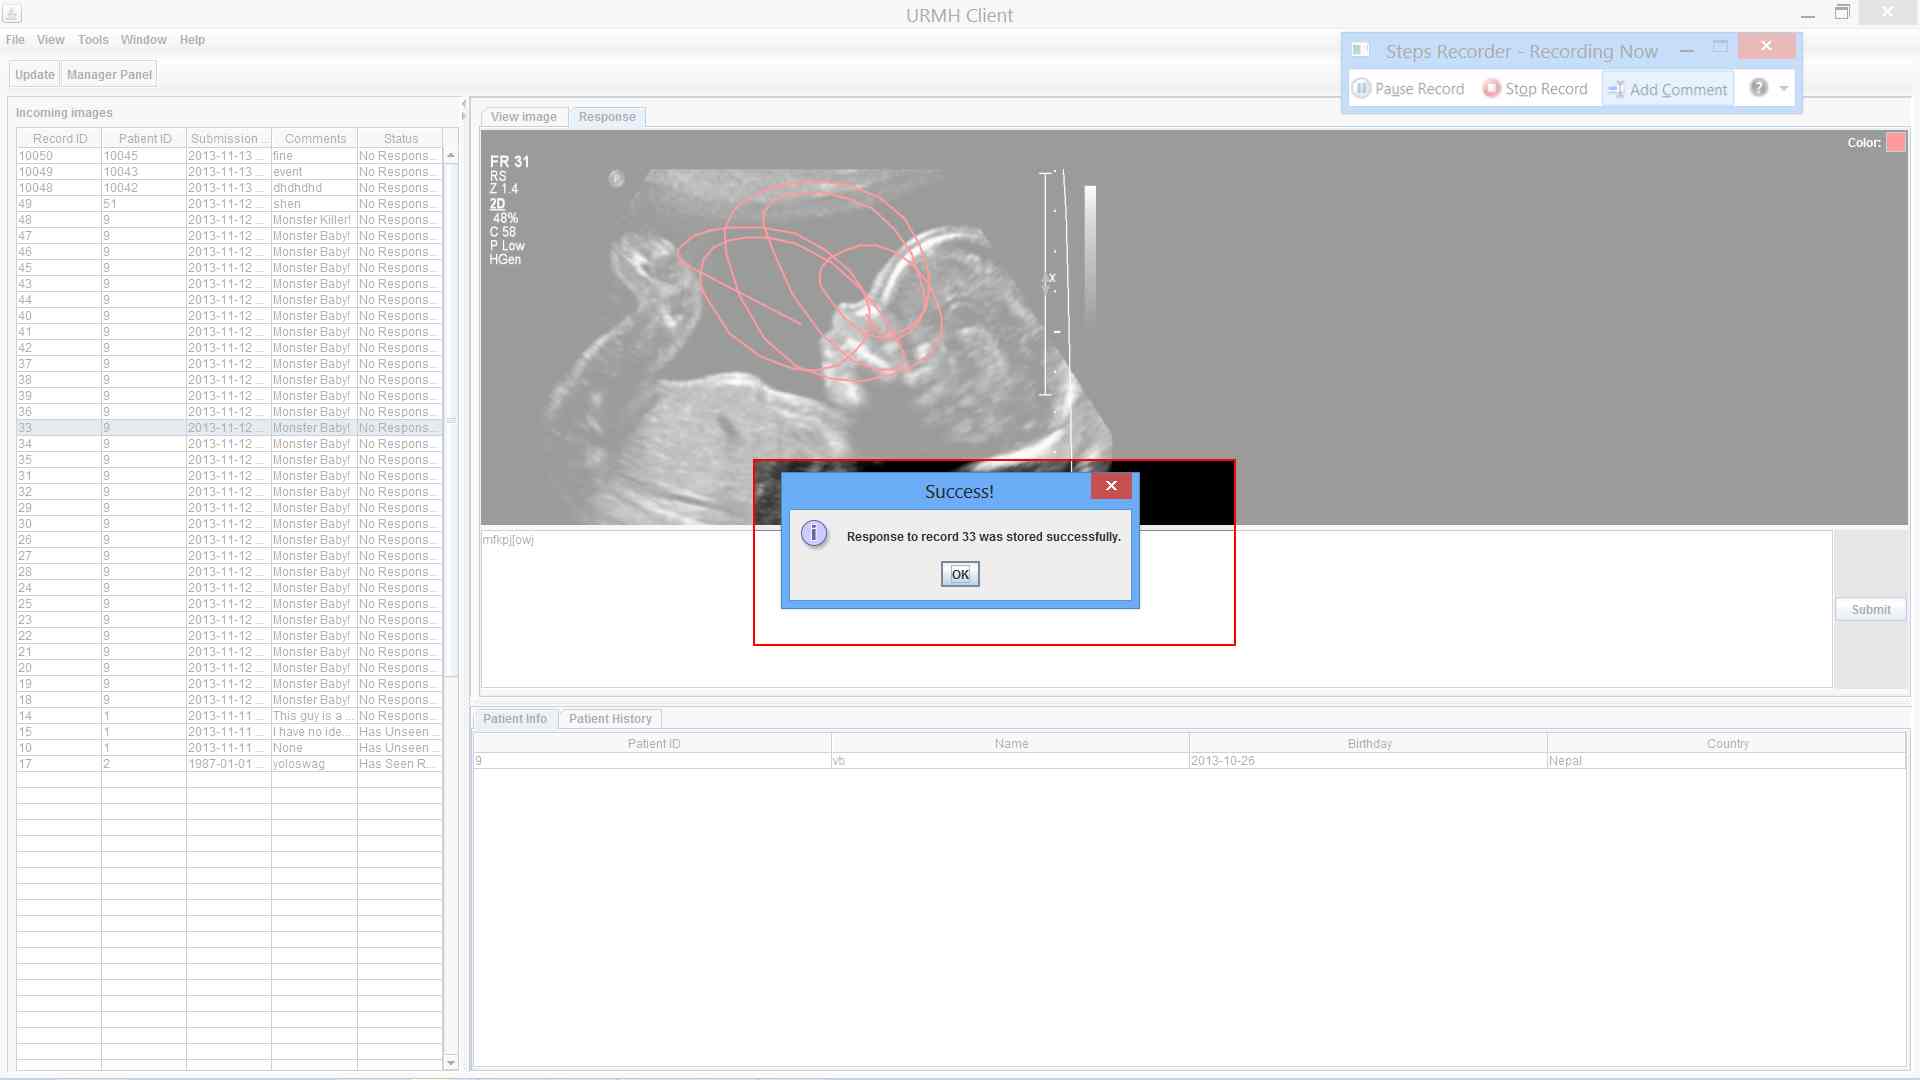 URMH Client
File View Tools Window Help
Steps Recorder - Recording Now
Pause Record Stop Record Add Comment
Update Manager Panel
Incoming images
Record ID Patient ID Submission ... Comments Status
10050 10045 2013-11-13 ... fine No Respons...
10049 10043 2013-11-13 ... event No Respons...
10048 10042 2013-11-13 ... dhdhdhd No Respons...
49 51 2013-11-12 ... shen No Respons...
48 9 2013-11-12 ... Monster Killer! No Respons...
47 9 2013-11-12 ... Monster Baby! No Respons...
46 9 2013-11-12 ... Monster Baby! No Respons...
45 9 2013-11-12 ... Monster Baby! No Respons...
43 9 2013-11-12 ... Monster Baby! No Respons...
44 9 2013-11-12 ... Monster Baby! No Respons...
40 9 2013-11-12 ... Monster Baby! No Respons...
41 9 2013-11-12 ... Monster Baby! No Respons...
42 9 2013-11-12 ... Monster Baby! No Respons...
37 9 2013-11-12 ... Monster Baby! No Respons...
38 9 2013-11-12 ... Monster Baby! No Respons...
39 9 2013-11-12 ... Monster Baby! No Respons...
36 9 2013-11-12 ... Monster Baby! No Respons...
33 9 2013-11-12 ... Monster Baby! No Respons...
34 9 2013-11-12 ... Monster Baby! No Respons...
35 9 2013-11-12 ... Monster Baby! No Respons...
31 9 2013-11-12 ... Monster Baby! No Respons...
32 9 2013-11-12 ... Monster Baby! No Respons...
29 9 2013-11-12 ... Monster Baby! No Respons...
30 9 2013-11-12 ... Monster Baby! No Respons...
26 9 2013-11-12 ... Monster Baby! No Respons...
27 9 2013-11-12 ... Monster Baby! No Respons...
28 9 2013-11-12 ... Monster Baby! No Respons...
24 9 2013-11-12 ... Monster Baby! No Respons...
25 9 2013-11-12 ... Monster Baby! No Respons...
23 9 2013-11-12 ... Monster Baby! No Respons...
22 9 2013-11-12 ... Monster Baby! No Respons...
21 9 2013-11-12 ... Monster Baby! No Respons...
20 9 2013-11-12 ... Monster Baby! No Respons...
19 9 2013-11-12 ... Monster Baby! No Respons...
18 9 2013-11-12 ... Monster Baby! No Respons...
14 1 2013-11-11 ... This guy is a ... No Respons...
15 1 2013-11-11 ... I have no ide... Has Unseen ...
10 1 2013-11-11 ... None Has Unseen ...
17 2 1987-01-01 ... yoloswag Has Seen R...
View image Response
Color:
FR 31
RS
Z 1.4
2D
48%
C 58
P Low
HGen
P
X
Success!
Response to record 33 was stored successfully.
OK
mfkpj[owj
Submit
Patient Info Patient History
Patient ID Name Birthday Country
9 vb 2013-10-26 Nepal